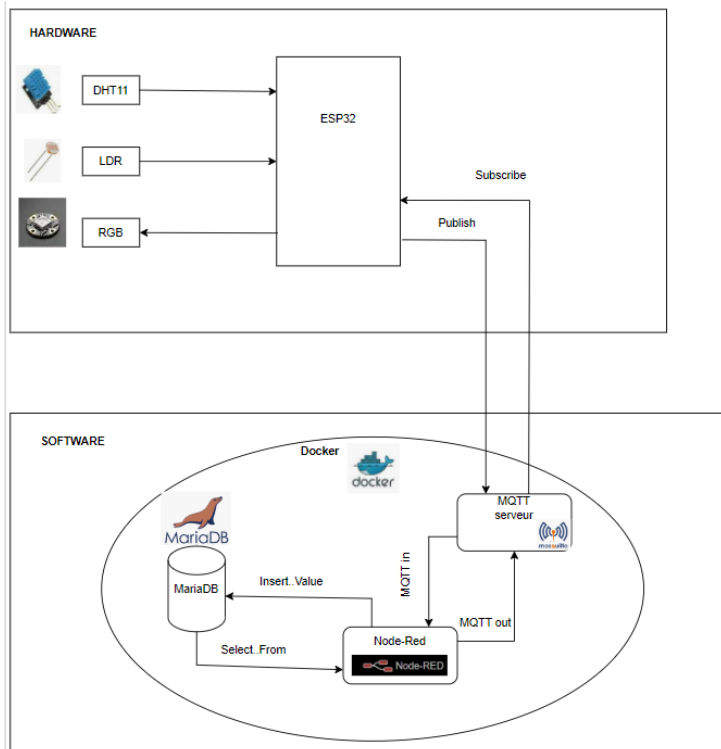 HARDWARE
DHT11
ESP32
LDR
Subscribe
RGB
Publish
SOFTWARE
Docker
docker
MQTT
serveur
mosquitto
MariaDB
MariaDB
Insert..Value
MQTT in
MQTT out
Select..From
Node-Red
Node-RED